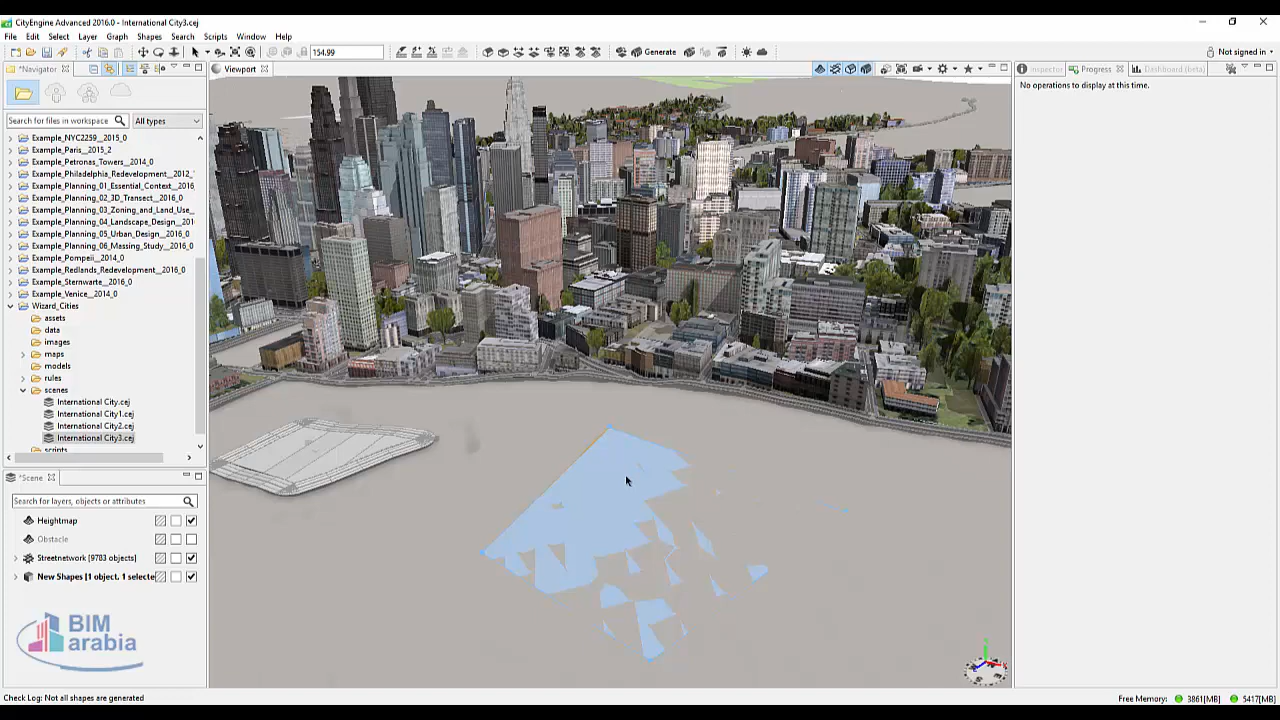 CityEngine Advanced 2016.0 - International City3.cej
File Edit Select Layer Graph Shapes Search Scripts Window Help
154.99
Generate
Not signed in
*Navigator
Viewport
Inspector
Progress
Dashboard (beta)
No operations to display at this time.
Search for files in workspace
All types
Example_NYC2259__2015_0
Example_Paris__2015_2
Example_Petronas_Towers__2014_0
Example_Philadelphia_Redevelopment__2012_
Example_Planning_01_Essential_Context__2016
Example_Planning_02_3D_Transect__2016_0
Example_Planning_03_Zoning_and_Land_Use_
Example_Planning_04_Landscape_Design__201
Example_Planning_05_Urban_Design__2016_0
Example_Planning_06_Massing_Study__2016_0
Example_Pompeii__2014_0
Example_Redlands_Redevelopment__2016_0
Example_Sternwarte__2016_0
Example_Venice__2014_0
Wizard_Cities
assets
data
images
maps
models
rules
scenes
International City.cej
International City1.cej
International City2.cej
International City3.cej
scripts
*Scene
Search for layers, objects or attributes
Heightmap
Obstacle
Streetnetwork [9783 objects]
New Shapes [1 object, 1 selecte
BIM
arabia
Check Log: Not all shapes are generated
Free Memory: 3861[MB] 5417[MB]